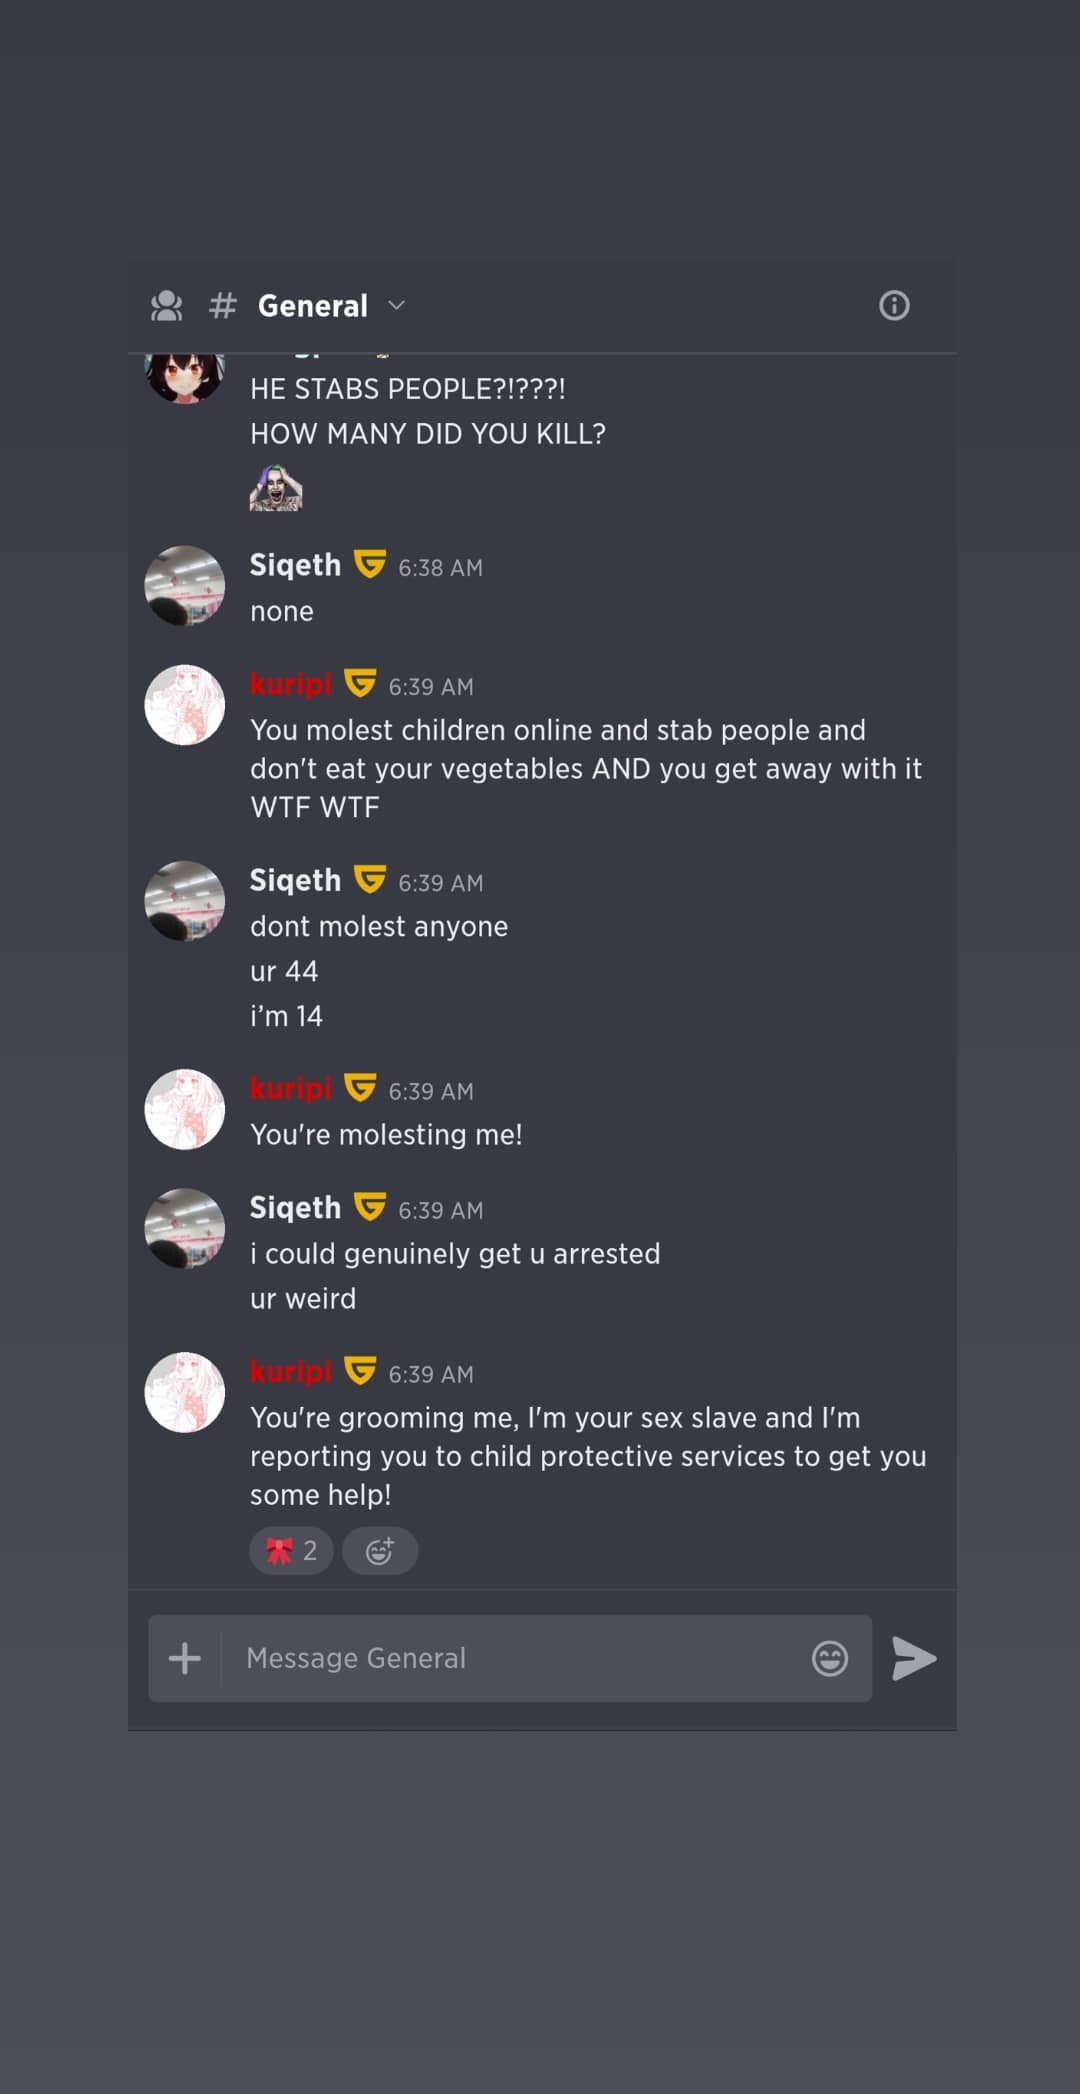 General
HE STABS PEOPLE?!???!
HOW MANY DID YOU KILL?
Siqeth 6:38 AM
none
kuripi 6:39 AM
You molest children online and stab people and
don't eat your vegetables AND you get away with it
WTF WTF
Siqeth 6:39 AM
dont molest anyone
ur 44
i’m 14
kuripi 6:39 AM
You're molesting me!
Siqeth 6:39 AM
i could genuinely get u arrested
ur weird
kuripi 6:39 AM
You're grooming me, I'm your sex slave and I'm
reporting you to child protective services to get you
some help!
2
Message General